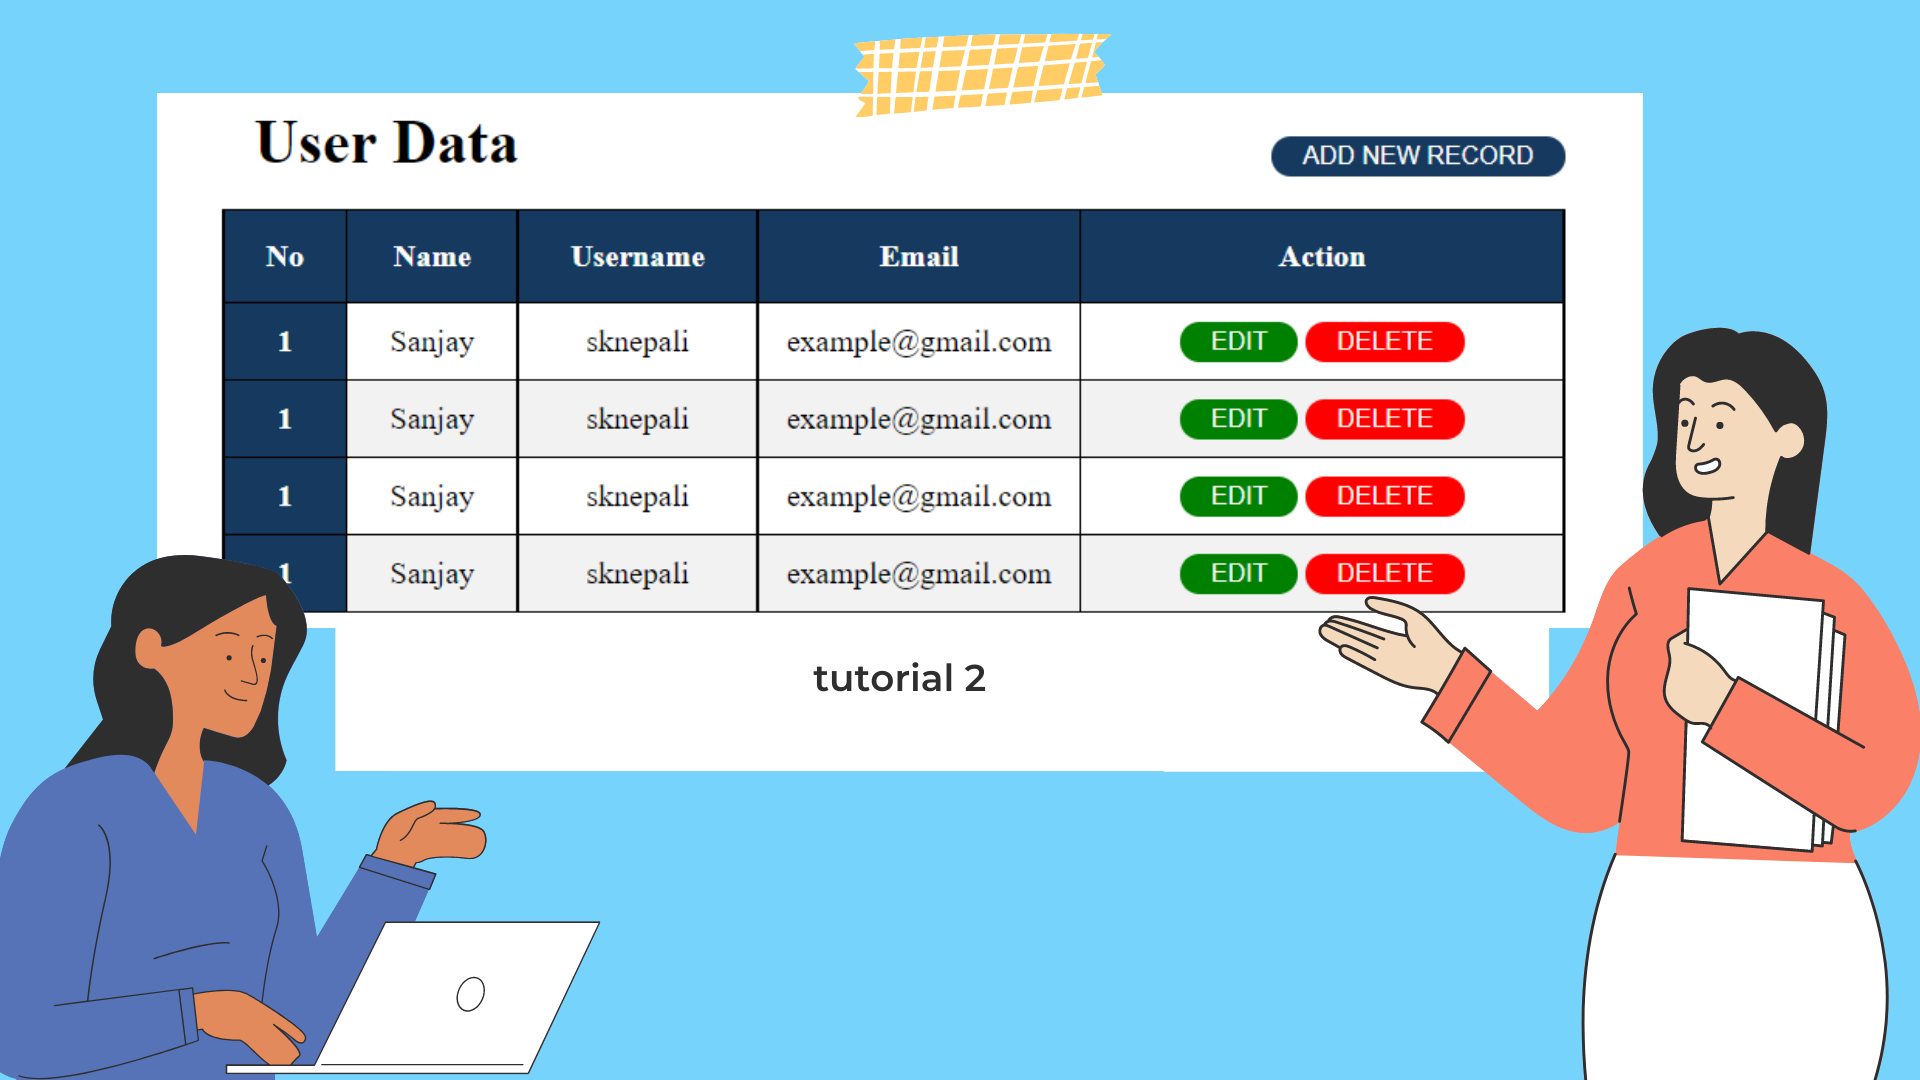 User Data
ADD NEW RECORD
No Name Username Email Action
1 Sanjay sknepali example@gmail.com EDIT DELETE
1 Sanjay sknepali example@gmail.com EDIT DELETE
1 Sanjay sknepali example@gmail.com EDIT DELETE
1 Sanjay sknepali example@gmail.com EDIT DELETE
tutorial 2